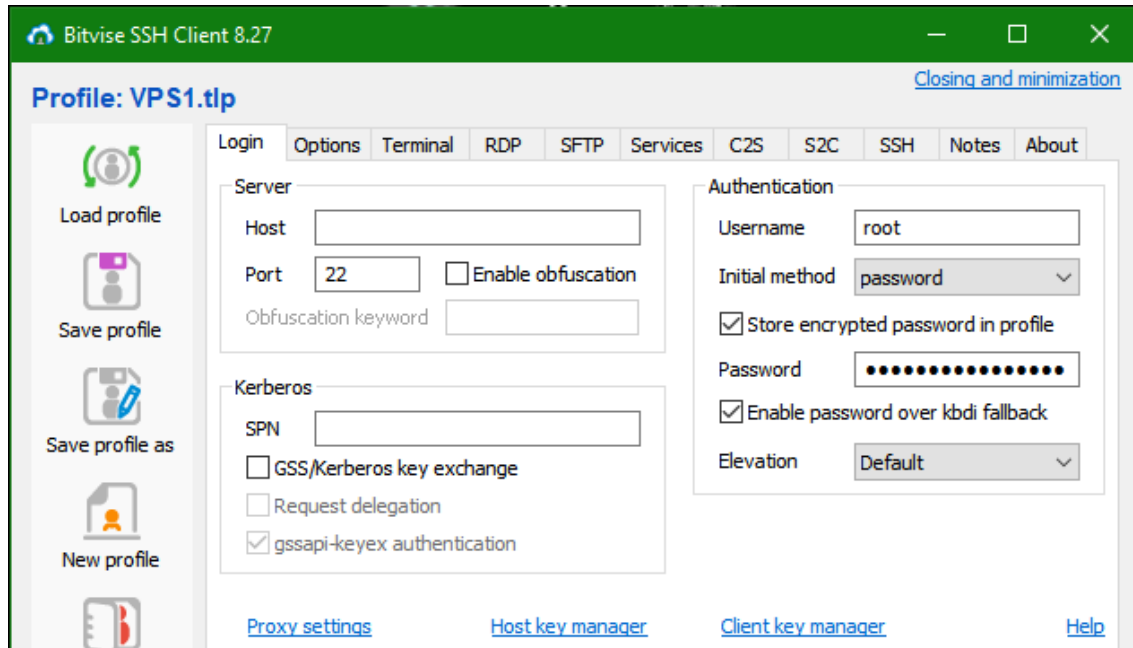 Bitvise SSH Client 8.27
Closing and minimization
Profile: VPS1.tlp
Load profile
Save profile
Save profile as
New profile
Login Options Terminal RDP SFTP Services C2S S2C SSH Notes About
Server
Host
Port 22 Enable obfuscation
Obfuscation keyword
Kerberos
SPN
GSS/Kerberos key exchange
Request delegation
gssapi-keyex authentication
Authentication
Username root
Initial method password
Store encrypted password in profile
Password ●●●●●●●●●●●●●●●●
Enable password over kbdi fallback
Elevation Default
Proxy settings Host key manager Client key manager Help